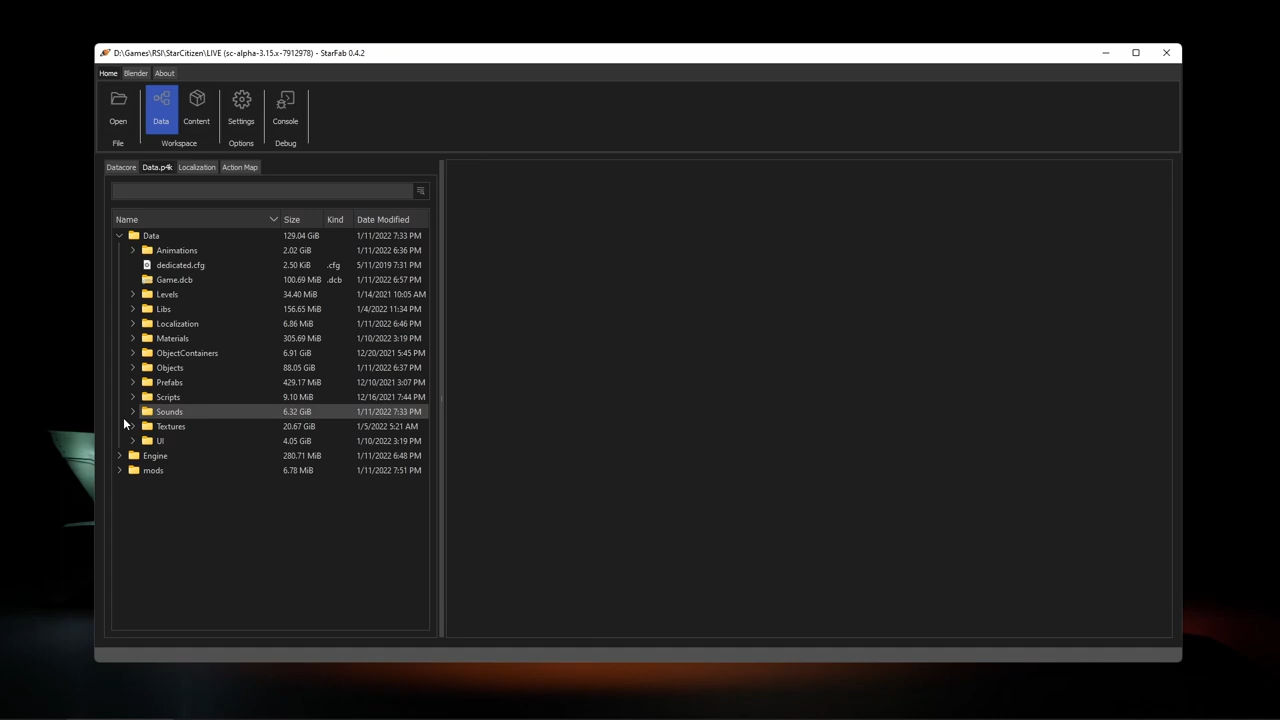 D:\Games\RSI\StarCitizen\LIVE (sc-alpha-3.15.x-7912978) - StarFab 0.4.2
Home Blender About
Open Data Content Settings Console
File Workspace Options Debug
Datacore Data.p4k Localization Action Map
Name Size Kind Date Modified
Data 129.04 GiB 1/11/2022 7:33 PM
Animations 2.02 GiB 1/11/2022 6:36 PM
dedicated.cfg 2.50 KiB .cfg 5/11/2019 7:31 PM
Game.dcb 100.69 MiB .dcb 1/11/2022 6:57 PM
Levels 34.40 MiB 1/14/2021 10:05 AM
Libs 156.65 MiB 1/4/2022 11:34 PM
Localization 6.86 MiB 1/11/2022 6:46 PM
Materials 305.69 MiB 1/10/2022 3:19 PM
ObjectContainers 6.91 GiB 12/20/2021 5:45 PM
Objects 88.05 GiB 1/11/2022 6:37 PM
Prefabs 429.17 MiB 12/10/2021 3:07 PM
Scripts 9.10 MiB 12/16/2021 7:44 PM
Sounds 6.32 GiB 1/11/2022 7:33 PM
Textures 20.67 GiB 1/5/2022 5:21 AM
UI 4.05 GiB 1/10/2022 3:19 PM
Engine 280.71 MiB 1/11/2022 6:48 PM
mods 6.78 MiB 1/11/2022 7:51 PM